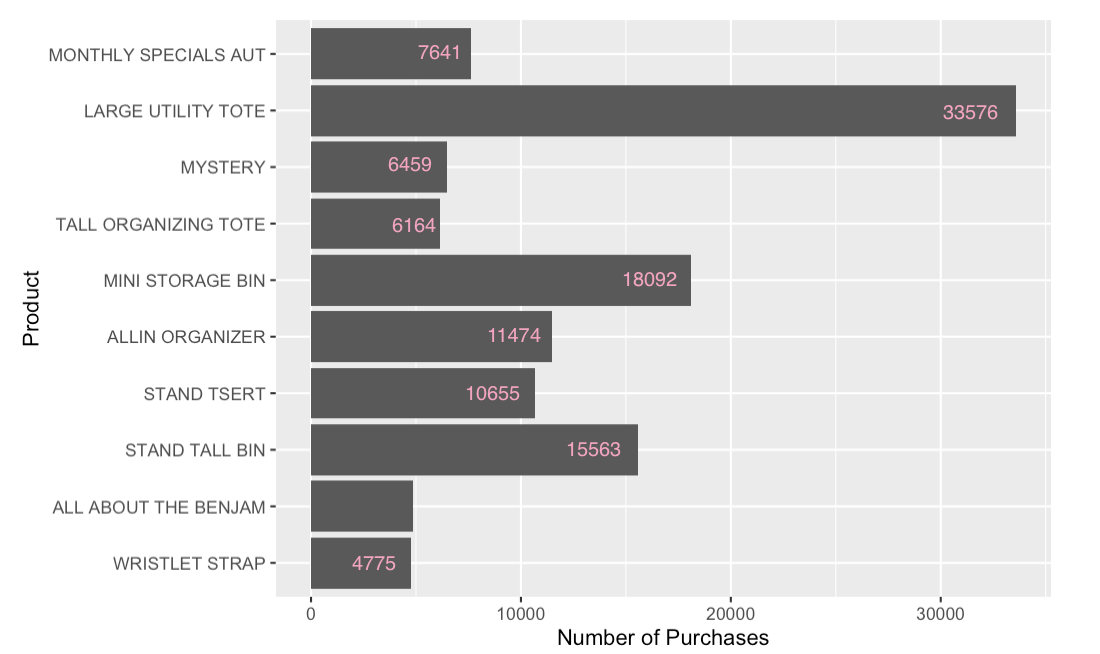 MONTHLY SPECIALS AUT 7641
LARGE UTILITY TOTE 33576
MYSTERY 6459
TALL ORGANIZING TOTE 6164
MINI STORAGE BIN 18092
ALLIN ORGANIZER 11474
STAND TSERT 10655
STAND TALL BIN 15563
ALL ABOUT THE BENJAM
WRISTLET STRAP 4775
Product
0 10000 20000 30000
Number of Purchases